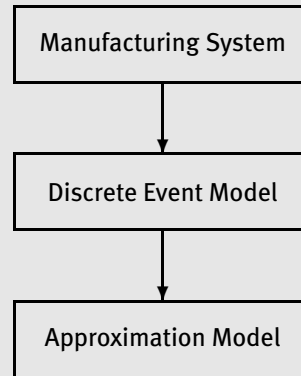 Manufacturing System
Discrete Event Model
Approximation Model